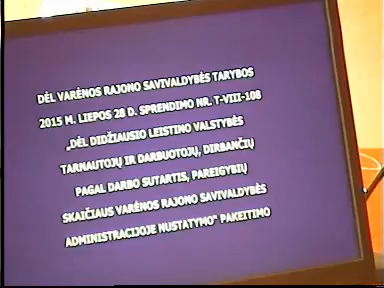 DĖL VARĖNOS RAJONO SAVIVALDYBĖS TARYBOS
2015 M. LIEPOS 28 D. SPRENDIMO NR. T-VIII-108
„DĖL DIDŽIAUSIO LEISTINO VALSTYBĖS
TARNAUTOJŲ IR DARBUOTOJŲ, DIRBANČIŲ
PAGAL DARBO SUTARTIS, PAREIGYBIŲ
SKAIČIAUS VARĖNOS RAJONO SAVIVALDYBĖS
ADMINISTRACIJOJE NUSTATYMO“ PAKEITIMO